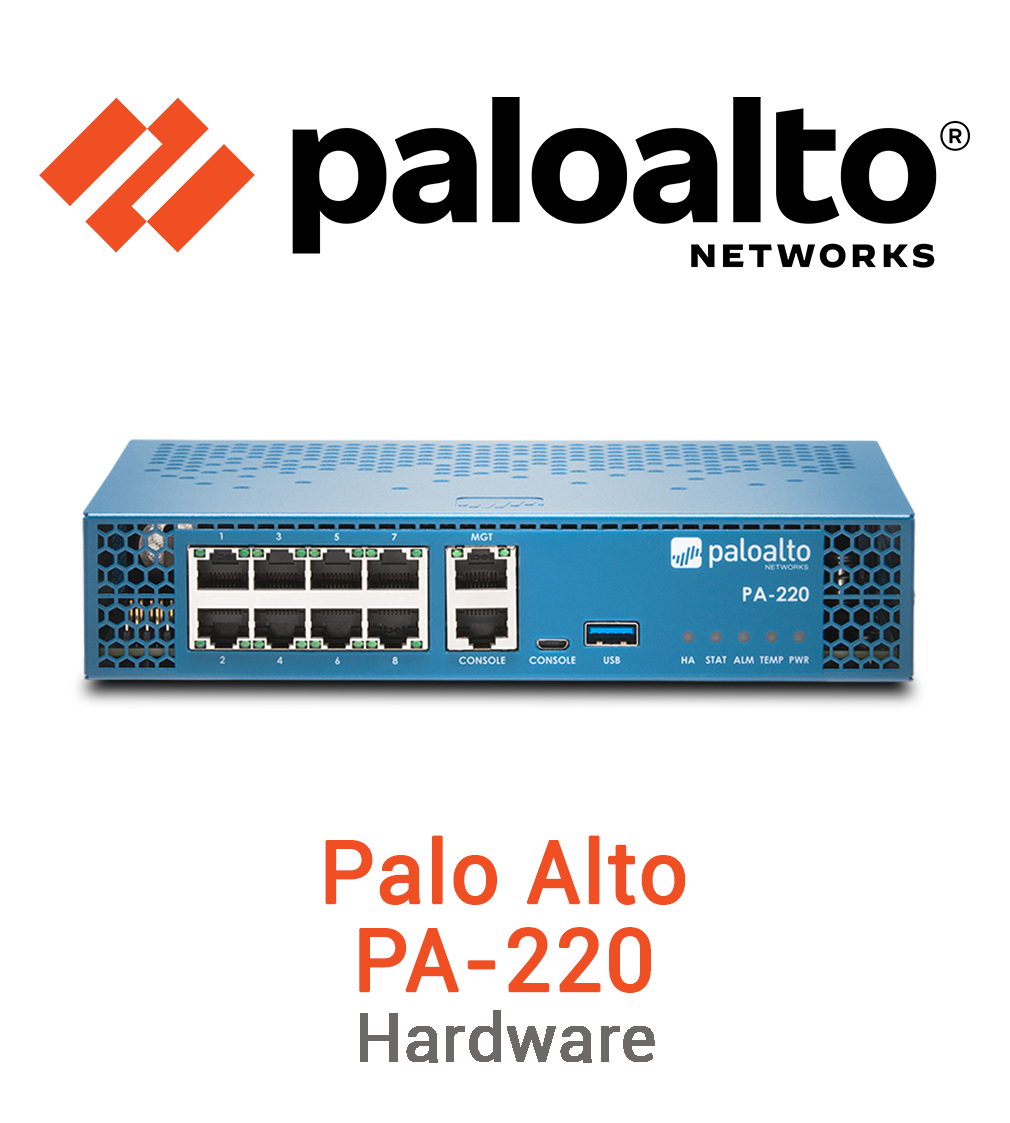 paloalto®
NETWORKS
1 3 5 7 MGT
paloalto
NETWORKS
PA-220
2 4 6 8 CONSOLE CONSOLE USB HA STAT ALM TEMP PWR
Palo Alto
PA-220
Hardware